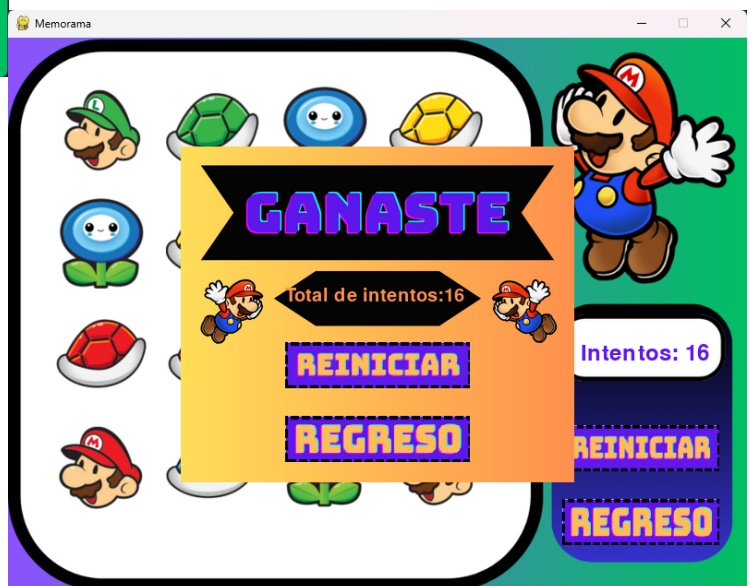 Memorama
GANASTE
Total de intentos:16
REINICIAR
REGRESO
Intentos: 16
REINICIAR
REGRESO
L
M
M